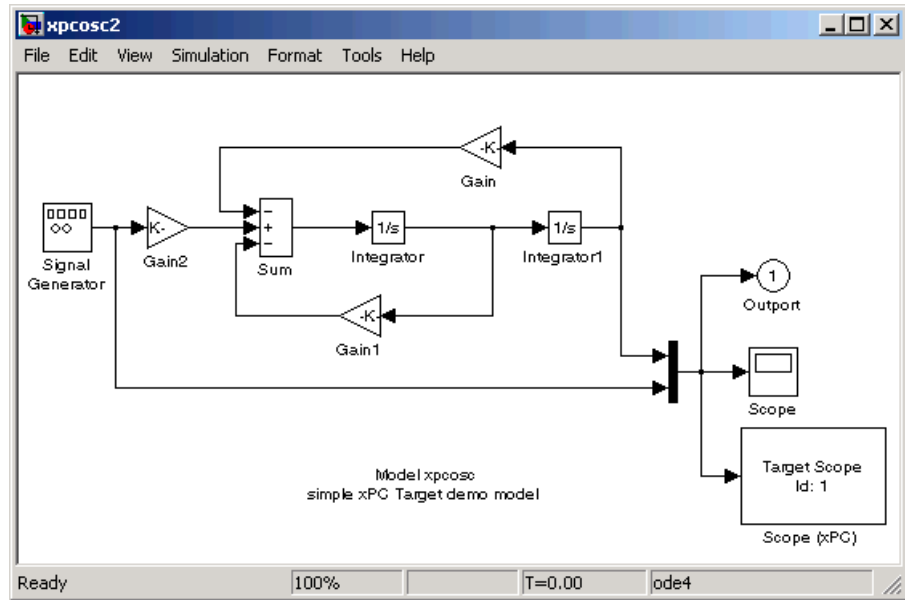 xpcosc2
File Edit View Simulation Format Tools Help
-K-
Gain
Signal
Generator
K-
Gain2
−
+
−
Sum
1/s
Integrator
1/s
Integrator1
-K-
Gain1
1
Outport
Scope
Target Scope
Id: 1
Scope (xPC)
Model xpcosc
simple xPC Target demo model
Ready 100% T=0.00 ode4